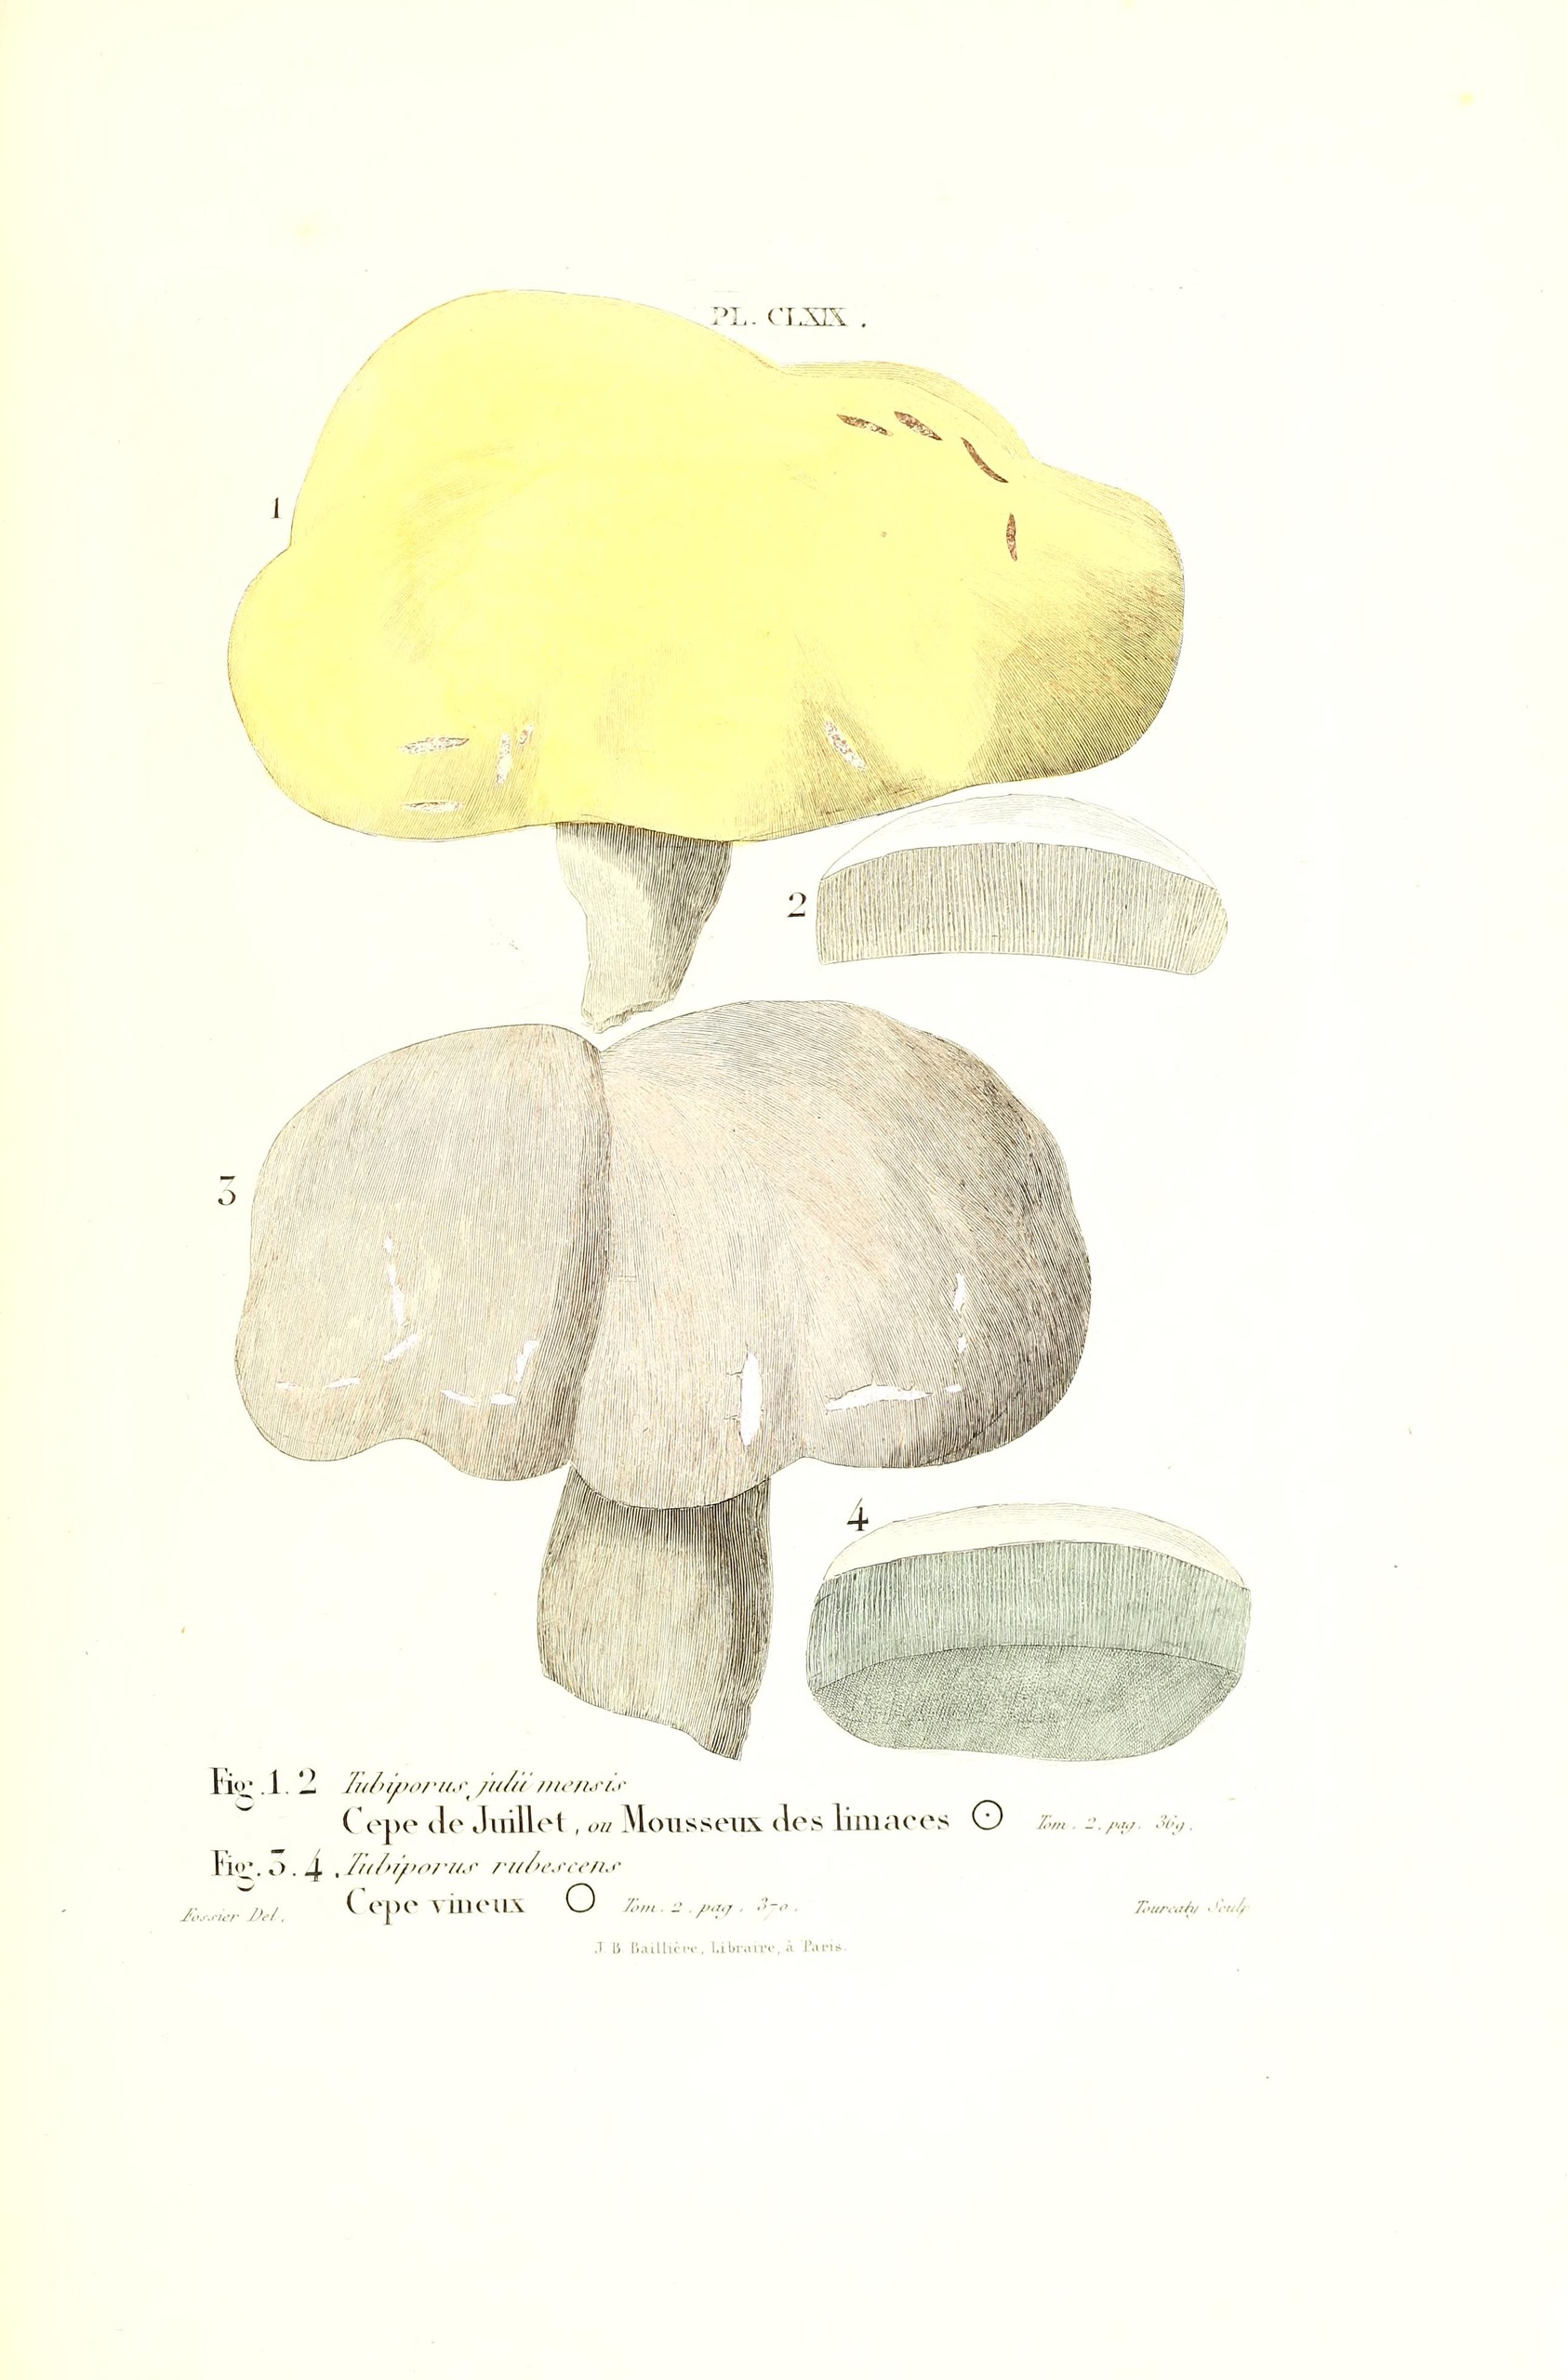 PL. CLXIX.
1
2
3
4
Fig. 1. 2 Tubiporus julii mensis
Cepe de Juillet, ou Mousseux des limaces ☉ Tom. 2. pag. 369.
Fig. 3. 4. Tubiporus rubescens
Cepe vineux ○ Tom. 2. pag. 370.
Fossier Del. Tourcaty Sculp
J. B. Baillière, Libraire, à Paris.